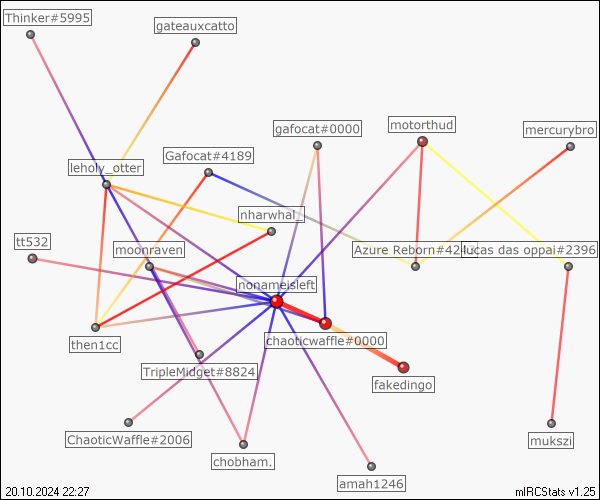 Thinker#5995
gateauxcatto
gafocat#0000
motorthud
mercurybro
Gafocat#4189
leholy_otter
nharwhal_
tt532
moonraven
Azure Reborn#424
lucas das oppai#2396
nonameisleft
then1cc
chaoticwaffle#0000
TripleMidget#8824
fakedingo
ChaoticWaffle#2006
mukszi
chobham.
amah1246
20.10.2024 22:27
mIRCStats v1.25